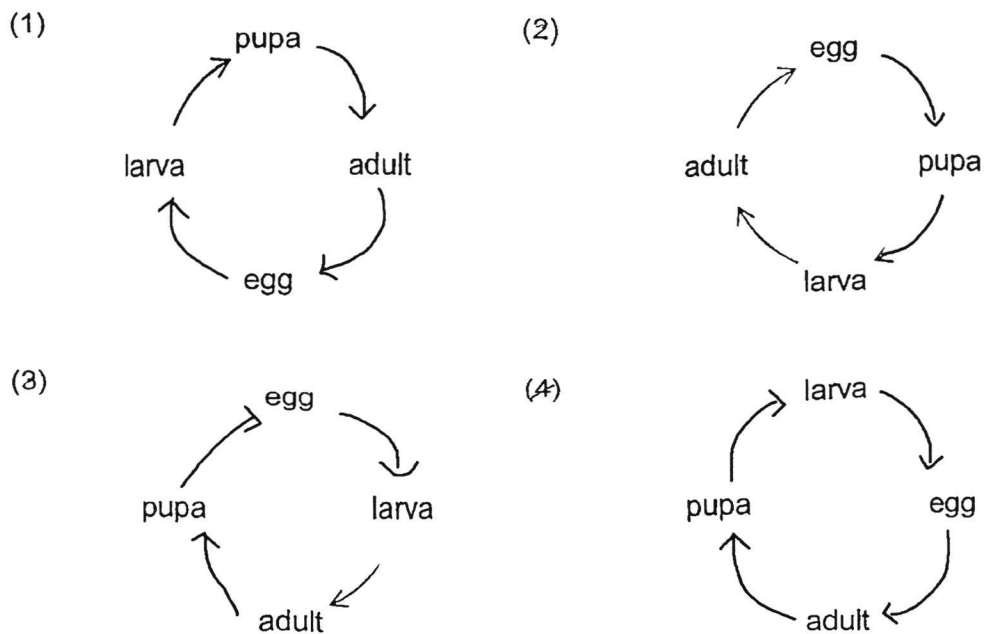 (1)
pupa
larva
adult
egg
(2)
egg
adult
pupa
larva
(3)
egg
pupa
larva
adult
(4)
larva
pupa
egg
adult